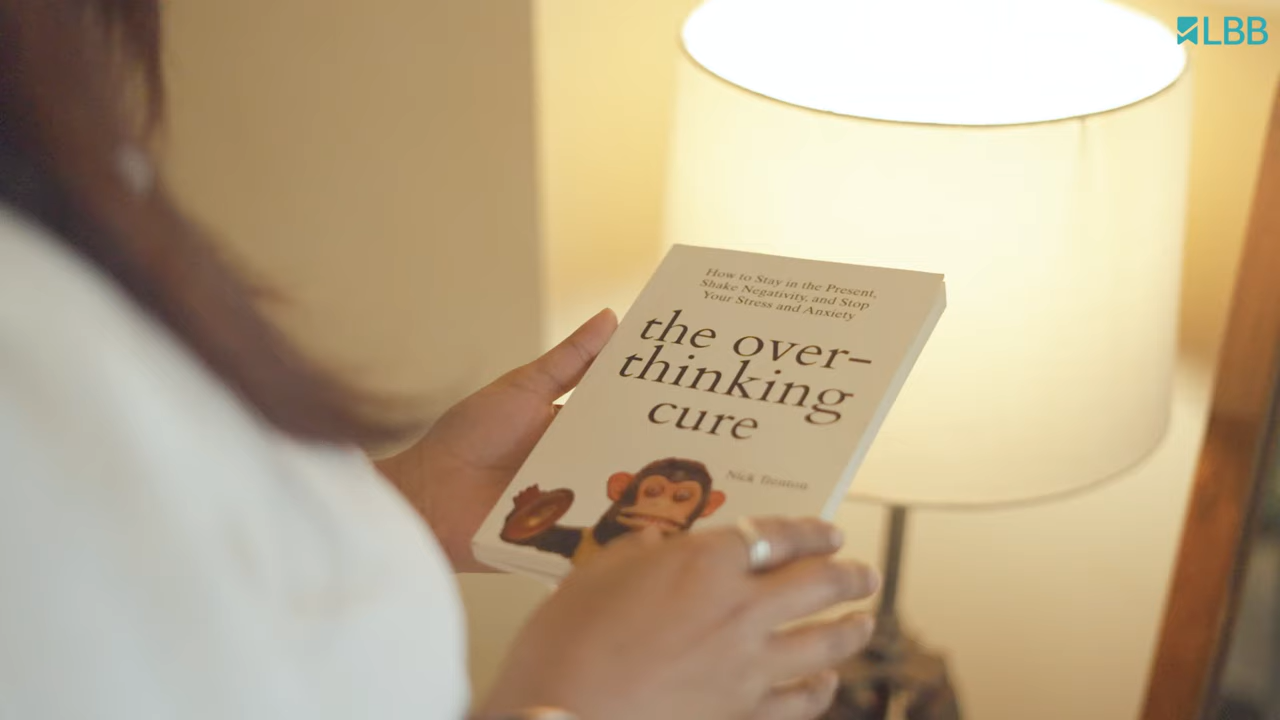 LBB
How to Stay in the Present,
Shake Negativity, and Stop
Your Stress and Anxiety
the over-
thinking
cure
Nick Trenton